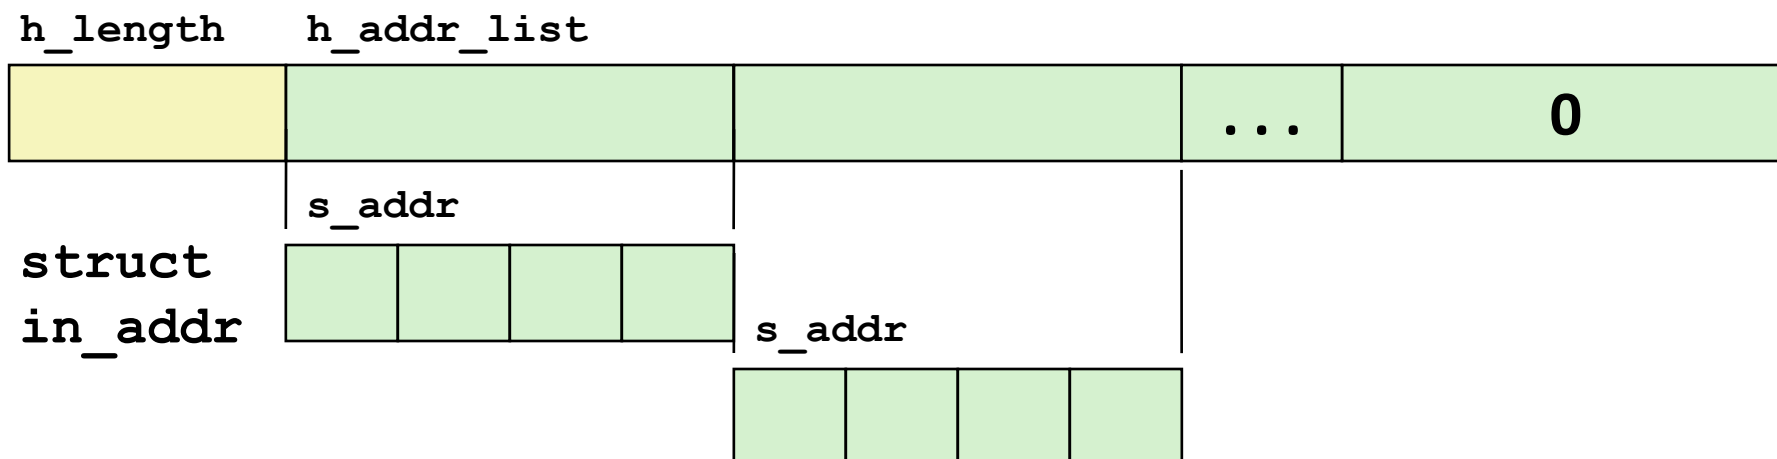 h_length h_addr_list
... 0
s_addr
struct
in_addr
s_addr